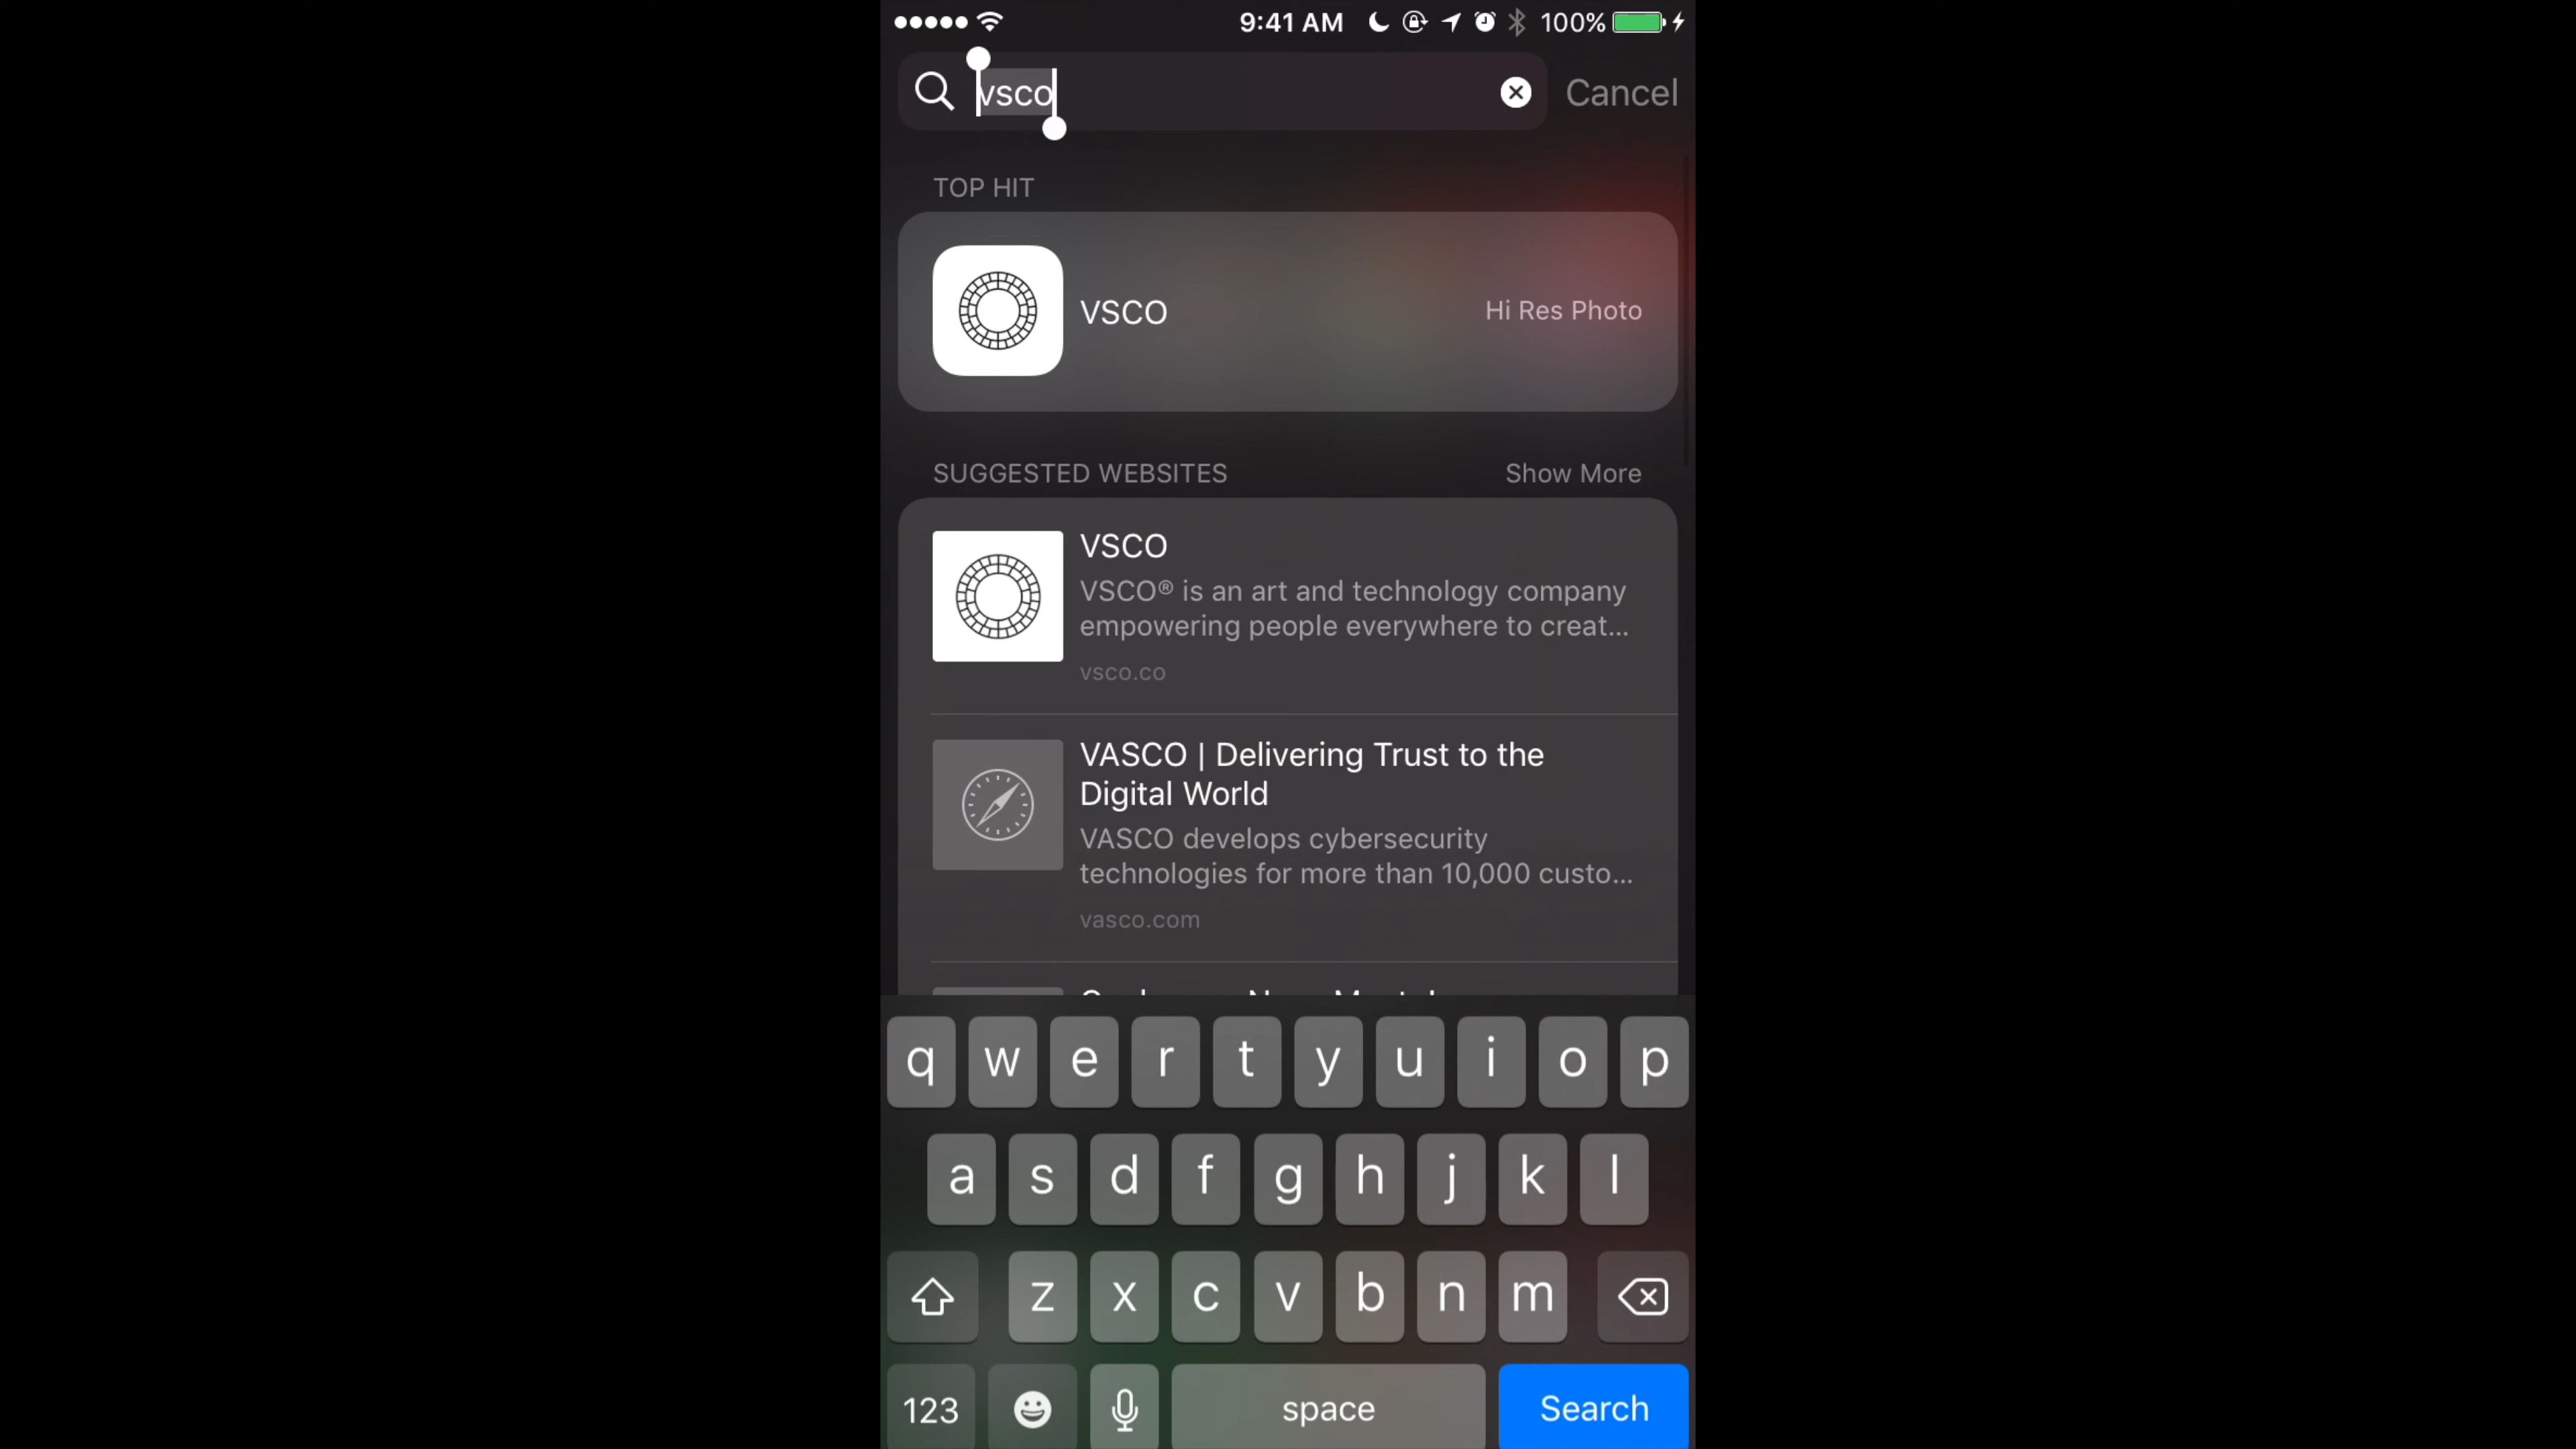 9:41 AM 100%
vsco Cancel
TOP HIT
VSCO Hi Res Photo
SUGGESTED WEBSITES Show More
VSCO
VSCO® is an art and technology company
empowering people everywhere to creat...
vsco.co
VASCO | Delivering Trust to the
Digital World
VASCO develops cybersecurity
technologies for more than 10,000 custo...
vasco.com
q w e r t y u i o p
a s d f g h j k l
z x c v b n m
123 space Search